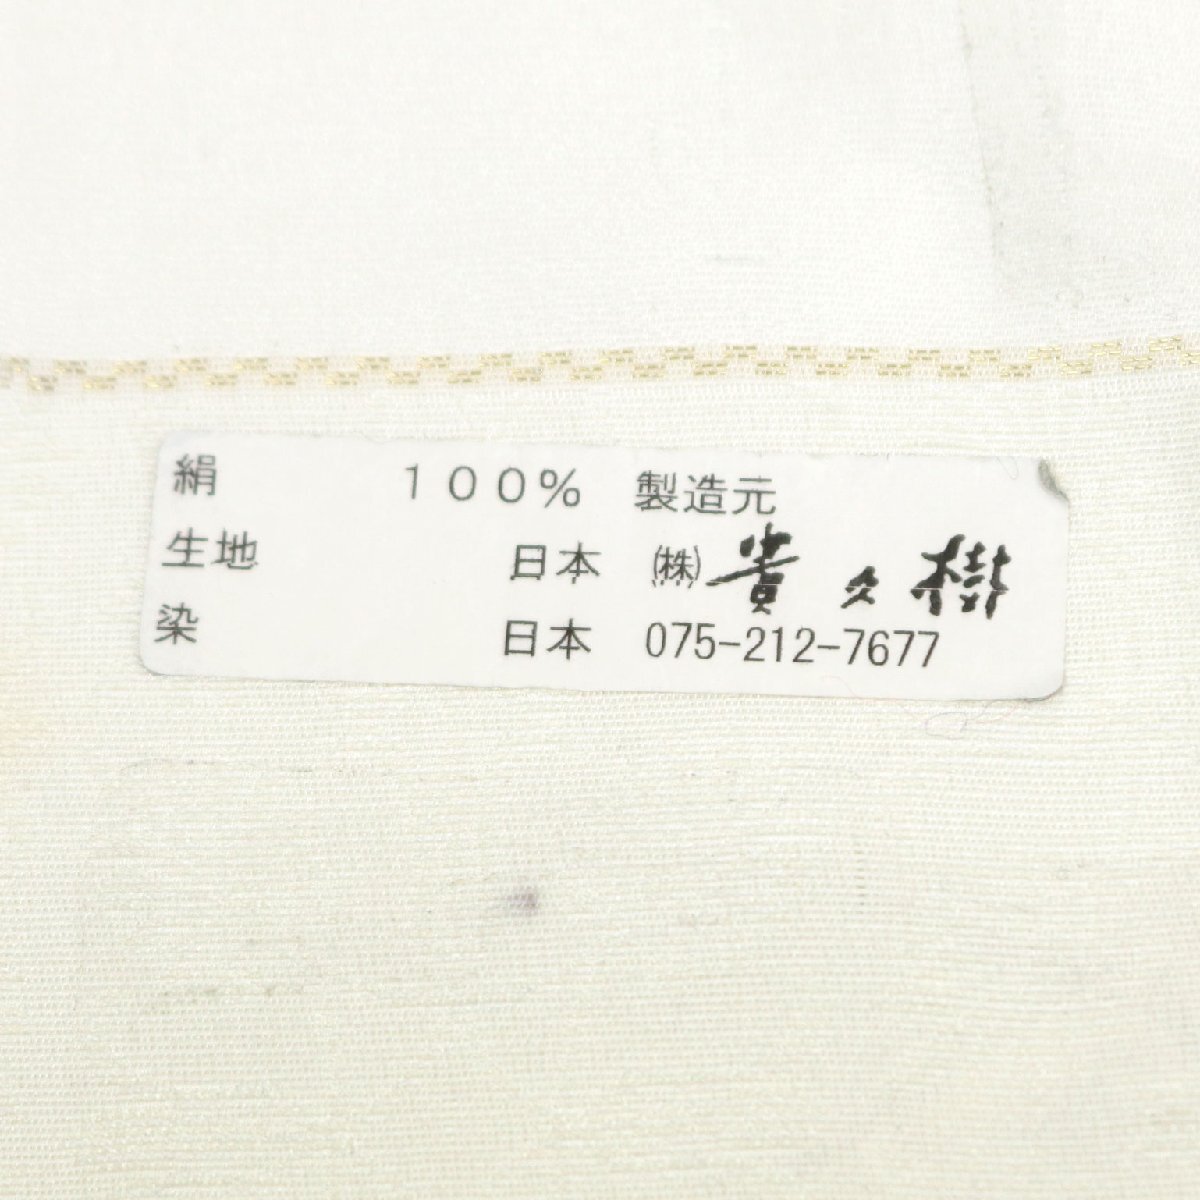 絹 100% 製造元
生地 日本 ㈱貴久樹
染 日本 075-212-7677